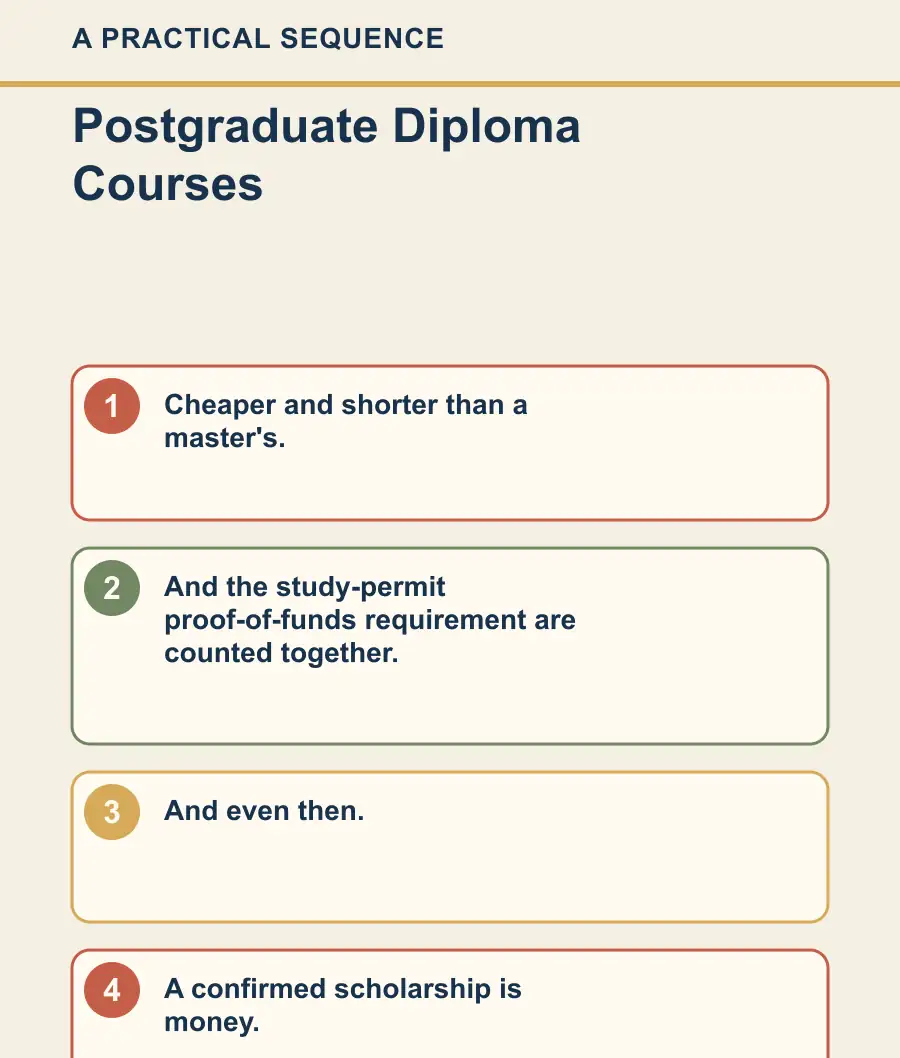 A PRACTICAL SEQUENCE
Postgraduate Diploma
Courses
1
Cheaper and shorter than a
master's.
2
And the study-permit
proof-of-funds requirement are
counted together.
3
And even then.
4
A confirmed scholarship is
money.